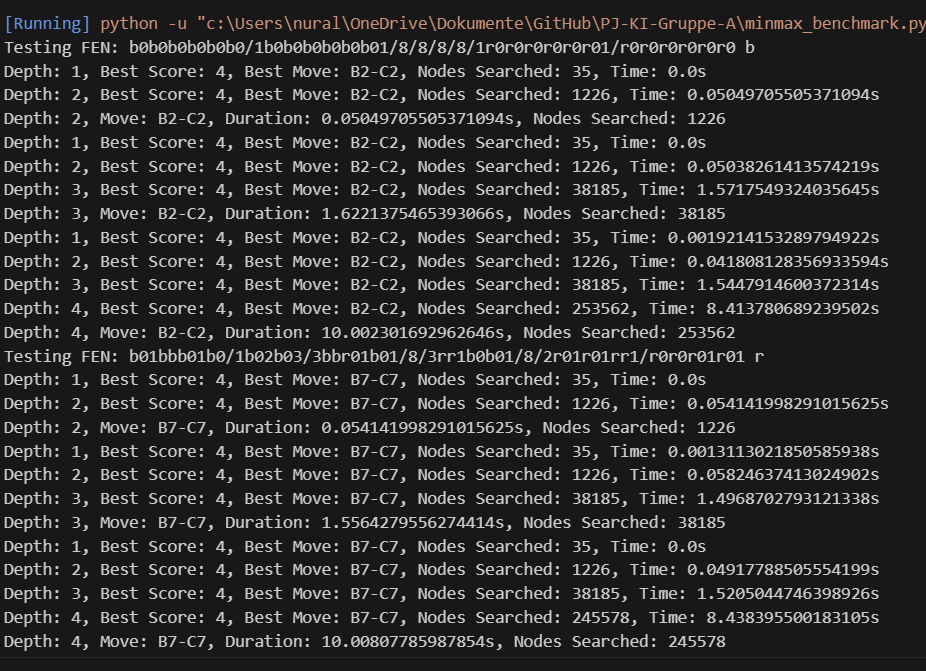 [Running] python -u "c:\Users\nural\OneDrive\Dokumente\GitHub\PJ-KI-Gruppe-A\minmax_benchmark.py
Testing FEN: b0b0b0b0b0b0/1b0b0b0b0b0b01/8/8/8/8/1r0r0r0r0r0r01/r0r0r0r0r0r0 b
Depth: 1, Best Score: 4, Best Move: B2-C2, Nodes Searched: 35, Time: 0.0s
Depth: 2, Best Score: 4, Best Move: B2-C2, Nodes Searched: 1226, Time: 0.05049705505371094s
Depth: 2, Move: B2-C2, Duration: 0.05049705505371094s, Nodes Searched: 1226
Depth: 1, Best Score: 4, Best Move: B2-C2, Nodes Searched: 35, Time: 0.0s
Depth: 2, Best Score: 4, Best Move: B2-C2, Nodes Searched: 1226, Time: 0.05038261413574219s
Depth: 3, Best Score: 4, Best Move: B2-C2, Nodes Searched: 38185, Time: 1.5717549324035645s
Depth: 3, Move: B2-C2, Duration: 1.6221375465393066s, Nodes Searched: 38185
Depth: 1, Best Score: 4, Best Move: B2-C2, Nodes Searched: 35, Time: 0.0019214153289794922s
Depth: 2, Best Score: 4, Best Move: B2-C2, Nodes Searched: 1226, Time: 0.041808128356933594s
Depth: 3, Best Score: 4, Best Move: B2-C2, Nodes Searched: 38185, Time: 1.5447914600372314s
Depth: 4, Best Score: 4, Best Move: B2-C2, Nodes Searched: 253562, Time: 8.413780689239502s
Depth: 4, Move: B2-C2, Duration: 10.002301692962646s, Nodes Searched: 253562
Testing FEN: b01bbb01b0/1b02b03/3bbr01b01/8/3rr1b0b01/8/2r01r01rr1/r0r0r01r01 r
Depth: 1, Best Score: 4, Best Move: B7-C7, Nodes Searched: 35, Time: 0.0s
Depth: 2, Best Score: 4, Best Move: B7-C7, Nodes Searched: 1226, Time: 0.054141998291015625s
Depth: 2, Move: B7-C7, Duration: 0.054141998291015625s, Nodes Searched: 1226
Depth: 1, Best Score: 4, Best Move: B7-C7, Nodes Searched: 35, Time: 0.0013113021850585938s
Depth: 2, Best Score: 4, Best Move: B7-C7, Nodes Searched: 1226, Time: 0.05824637413024902s
Depth: 3, Best Score: 4, Best Move: B7-C7, Nodes Searched: 38185, Time: 1.4968702793121338s
Depth: 3, Move: B7-C7, Duration: 1.5564279556274414s, Nodes Searched: 38185
Depth: 1, Best Score: 4, Best Move: B7-C7, Nodes Searched: 35, Time: 0.0s
Depth: 2, Best Score: 4, Best Move: B7-C7, Nodes Searched: 1226, Time: 0.04917788505554199s
Depth: 3, Best Score: 4, Best Move: B7-C7, Nodes Searched: 38185, Time: 1.5205044746398926s
Depth: 4, Best Score: 4, Best Move: B7-C7, Nodes Searched: 245578, Time: 8.438395500183105s
Depth: 4, Move: B7-C7, Duration: 10.00807785987854s, Nodes Searched: 245578